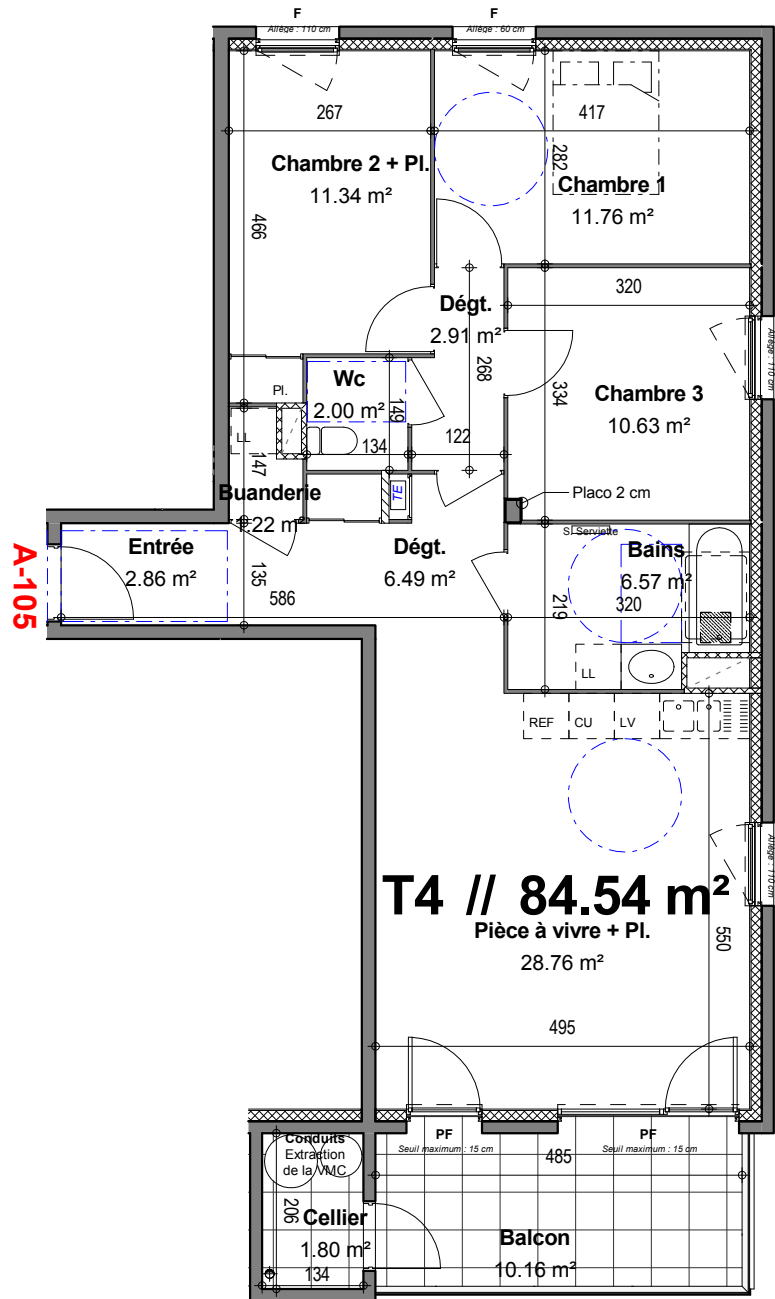 F
F
Allège : 110 cm
Allège : 60 cm
267
417
282
Chambre 2 + Pl.
11.34 m²
Chambre 1
11.76 m²
466
320
Dégt.
2.91 m²
Allège : 110 cm
268
334
Wc
2.00 m²
Chambre 3
10.63 m²
Pl.
149
134
122
LL
147
TE
Placo 2 cm
Buanderie
1.22 m
S. Serviette
Entrée
2.86 m²
A-105
135
586
Dégt.
6.49 m²
Bains
6.57 m²
219
320
LL
REF
CU
LV
Allège : 110 cm
T4 // 84.54 m²
Pièce à vivre + Pl.
28.76 m²
550
495
Conduits
Extraction
de la VMC
PF
Seuil maximum : 15 cm
PF
Seuil maximum : 15 cm
485
206
Cellier
1.80 m²
134
Balcon
10.16 m²